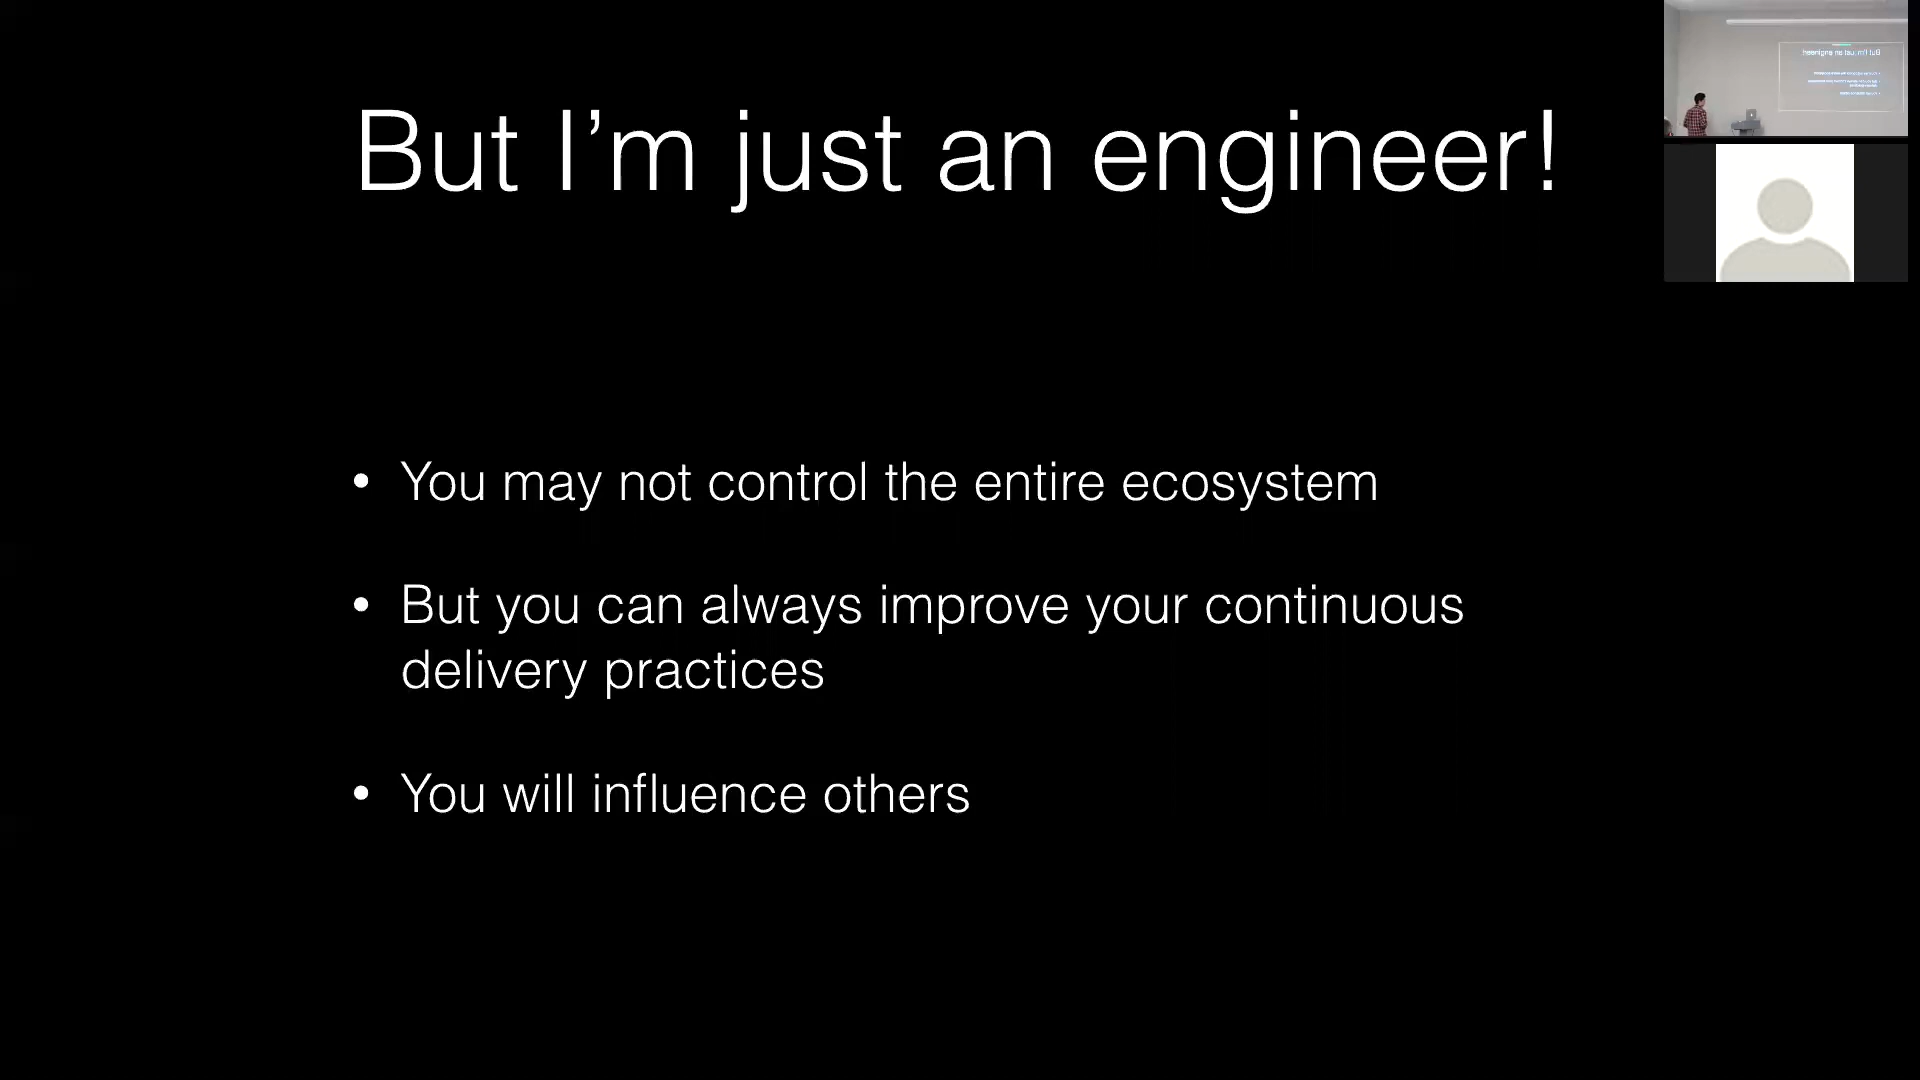 But I’m just an engineer!
• You may not control the entire ecosystem
• But you can always improve your continuous
delivery practices
• You will influence others